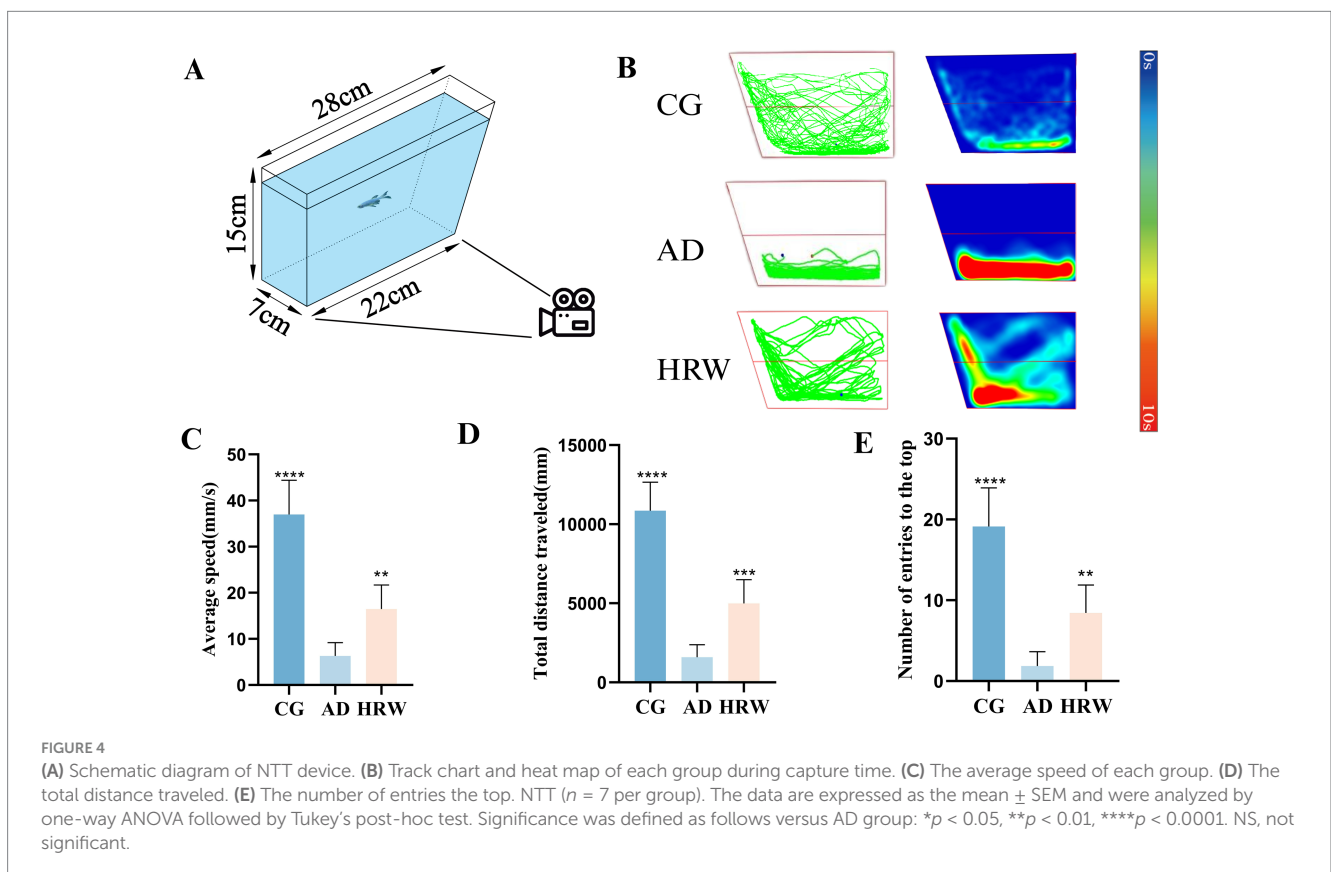 A
28cm
15cm
7cm
22cm
B
CG
AD
HRW
0s
10s
C
Average speed(mm/s)
50
40
30
20
10
0
****
**
CG AD HRW
D
Total distance traveled(mm)
15000
10000
5000
0
****
***
CG AD HRW
E
Number of entries to the top
30
20
10
0
****
**
CG AD HRW
FIGURE 4
(A) Schematic diagram of NTT device. (B) Track chart and heat map of each group during capture time. (C) The average speed of each group. (D) The
total distance traveled. (E) The number of entries the top. NTT (n = 7 per group). The data are expressed as the mean ± SEM and were analyzed by
one-way ANOVA followed by Tukey's post-hoc test. Significance was defined as follows versus AD group: *p < 0.05, **p < 0.01, ****p < 0.0001. NS, not
significant.